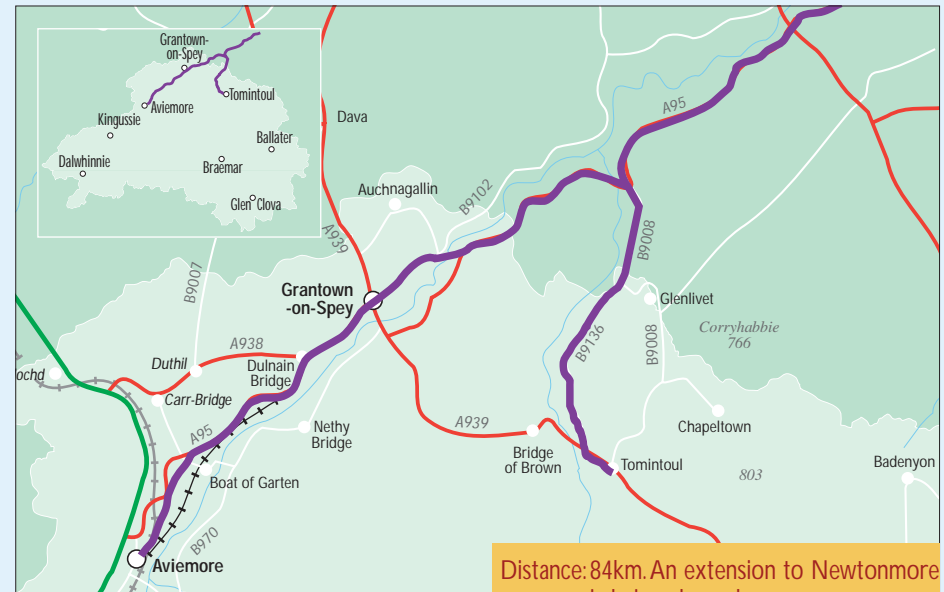 Grantown-
on-Spey
Tomintoul
Aviemore
Kingussie
Ballater
Dalwhinnie
Braemar
Glen Clova
Dava
A95
Auchnagallin
B9102
A939
B9008
B9007
Grantown
-on-Spey
Glenlivet
Corryhabbie
766
A938
B9136
B9008
Duthil
Dulnain
Bridge
ochd
Carr-Bridge
Chapeltown
A95
Nethy
Bridge
A939
Bridge
of Brown
Tomintoul
803
Badenyon
Boat of Garten
B970
Aviemore
Distance: 84km. An extension to Newtonmore